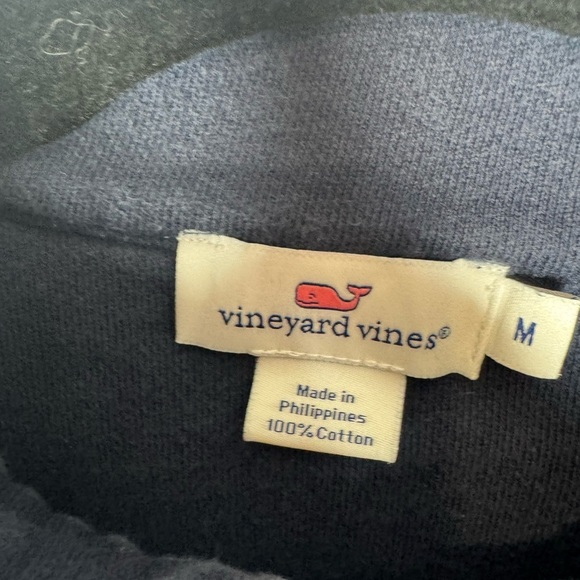 vineyard vines®
M
Made in
Philippines
100% Cotton